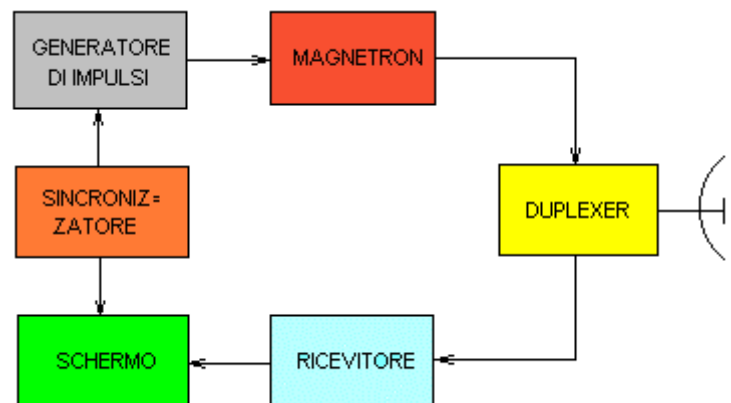 GENERATORE
DI IMPULSI
MAGNETRON
SINCRONIZ=
ZATORE
DUPLEXER
SCHERMO
RICEVITORE